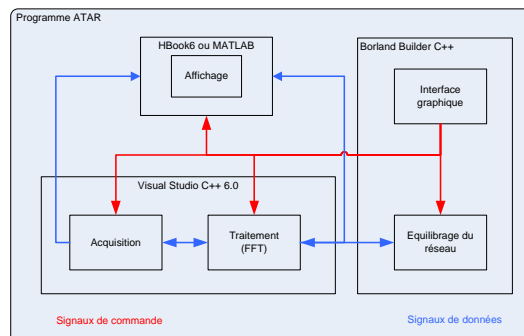 Programme ATAR
HBook6 ou MATLAB
Affichage
Borland Builder C++
Interface
graphique
Visual Studio C++ 6.0
Acquisition
Traitement
(FFT)
Equilibrage du
réseau
Signaux de commande
Signaux de données